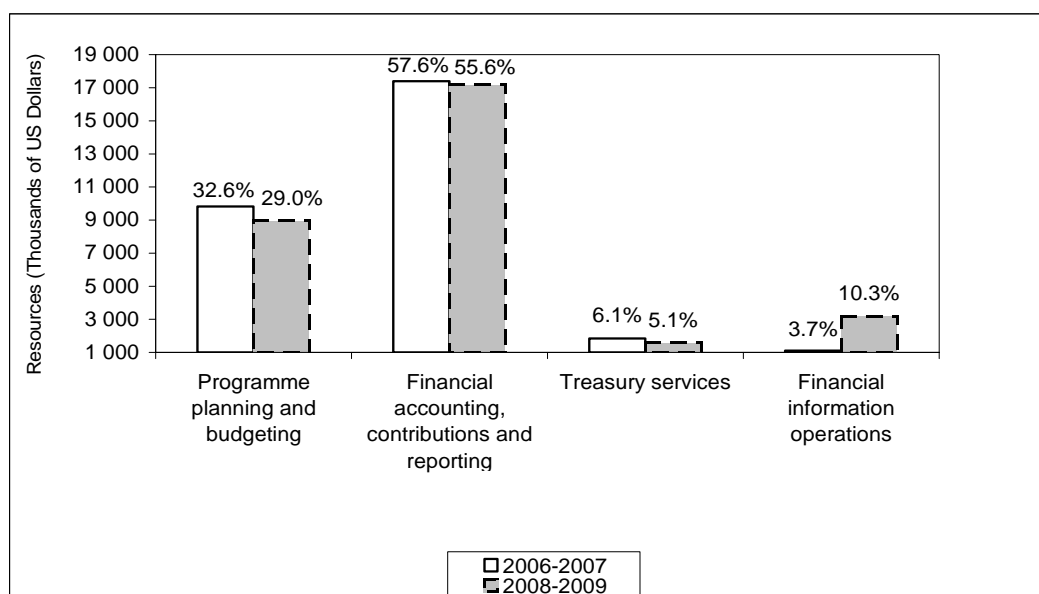 Resources (Thousands of US Dollars)
19 000
17 000
15 000
13 000
11 000
9 000
7 000
5 000
3 000
1 000
32.6%
29.0%
57.6%
55.6%
6.1%
5.1%
3.7%
10.3%
Programme
planning and
budgeting
Financial
accounting,
contributions and
reporting
Treasury services
Financial
information
operations
2006-2007
2008-2009